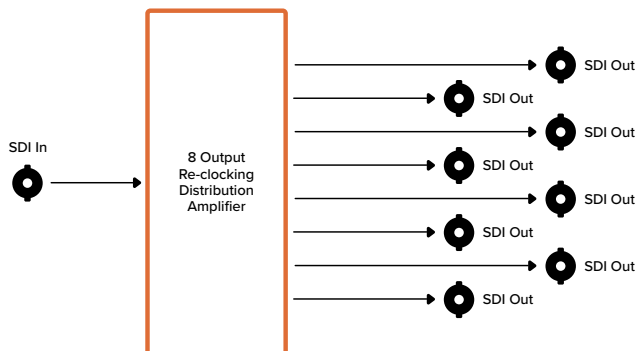 SDI In
8 Output
Re-clocking
Distribution
Amplifier
SDI Out
SDI Out
SDI Out
SDI Out
SDI Out
SDI Out
SDI Out
SDI Out